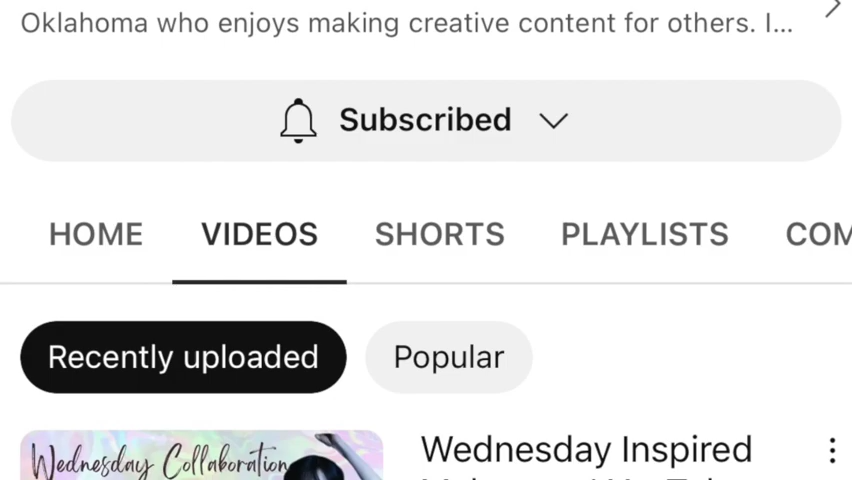 Oklahoma who enjoys making creative content for others. I...
Subscribed
HOME VIDEOS SHORTS PLAYLISTS COM
Recently uploaded Popular
Wednesday Collaboration
Wednesday Inspired